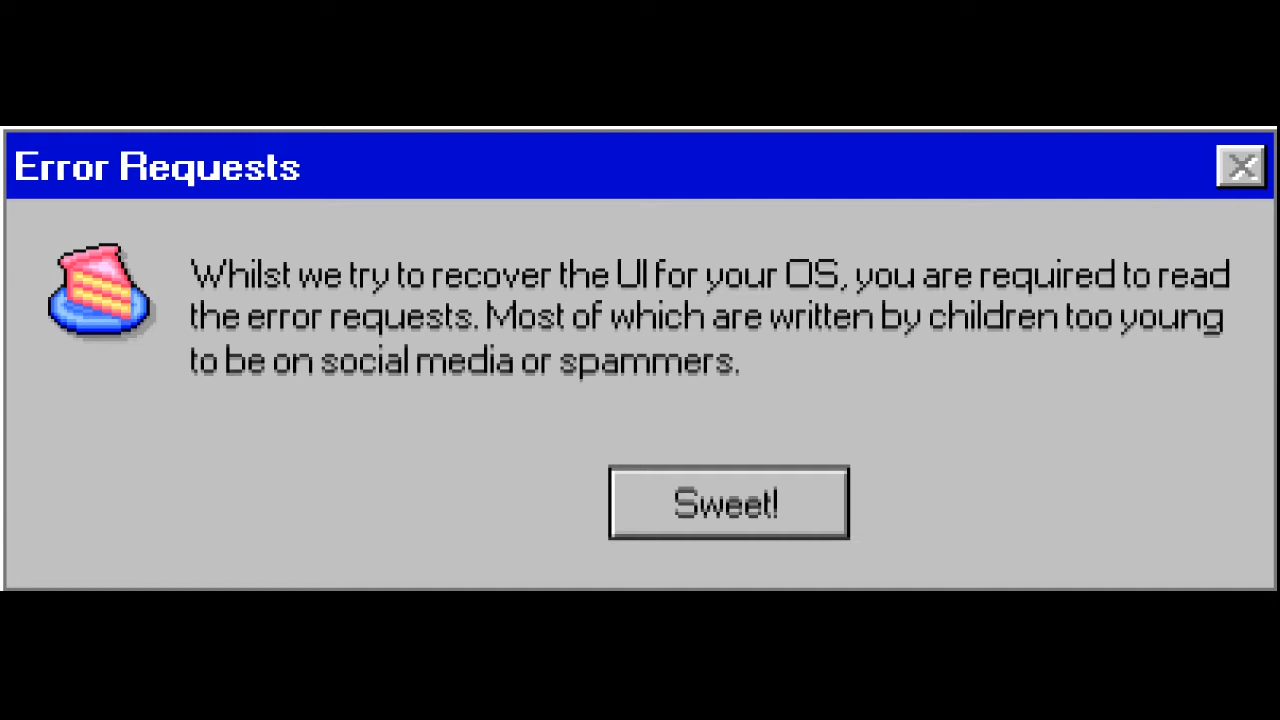 Error Requests
Whilst we try to recover the UI for your OS, you are required to read
the error requests. Most of which are written by children too young
to be on social media or spammers.
Sweet!